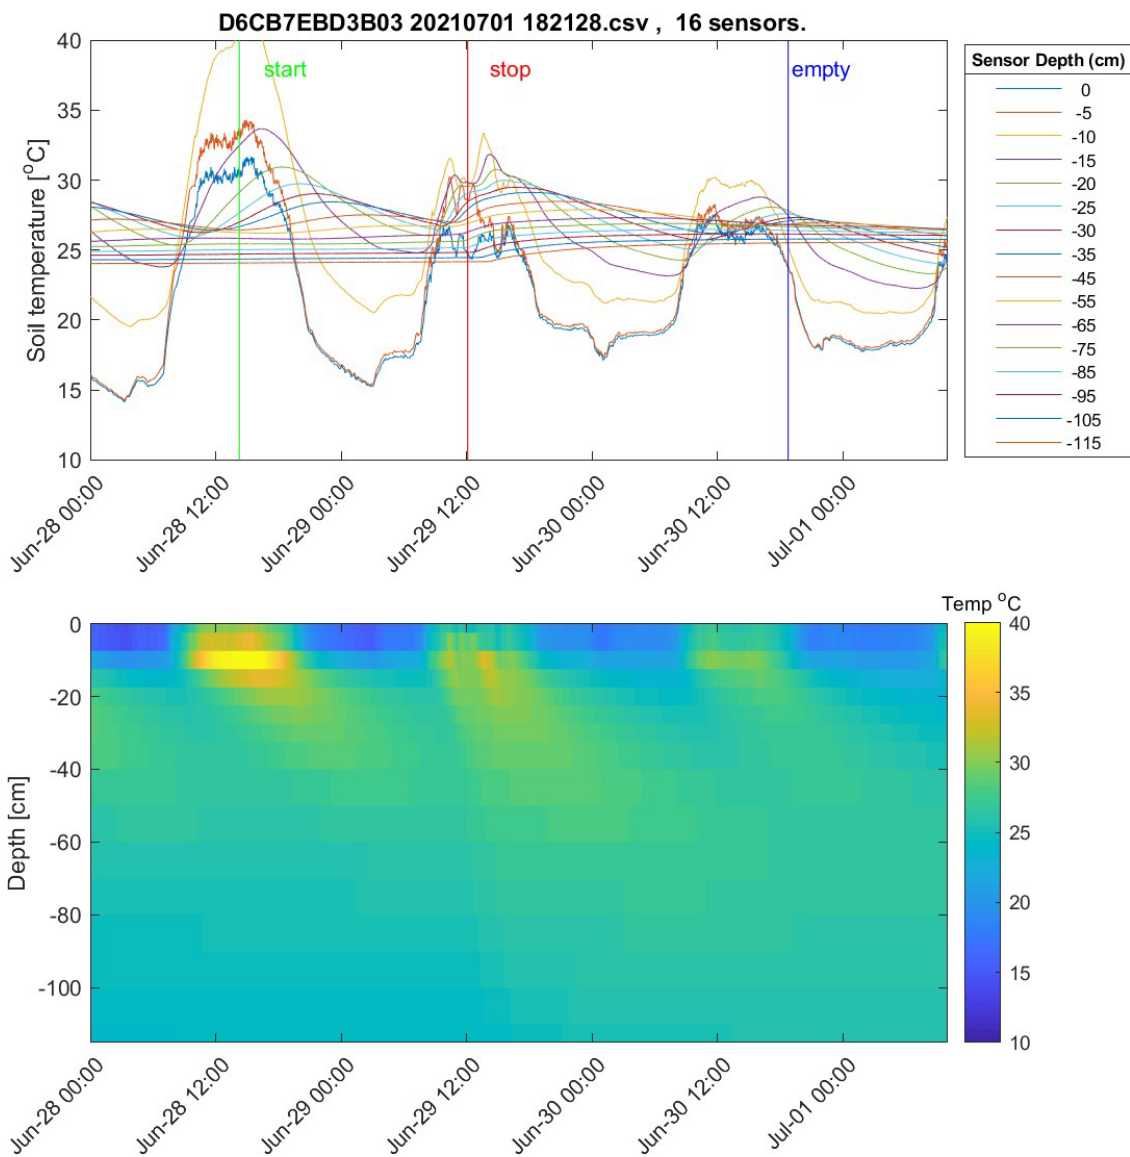 D6CB7EBD3B03 20210701 182128.csv , 16 sensors.
40
35
30
25
20
15
10
Soil temperature [°C]
start
stop
empty
Jun-28 00:00
Jun-28 12:00
Jun-29 00:00
Jun-29 12:00
Jun-30 00:00
Jun-30 12:00
Jul-01 00:00
Sensor Depth (cm)
0
-5
-10
-15
-20
-25
-30
-35
-45
-55
-65
-75
-85
-95
-105
-115
0
-20
-40
-60
-80
-100
Depth [cm]
Jun-28 00:00
Jun-28 12:00
Jun-29 00:00
Jun-29 12:00
Jun-30 00:00
Jun-30 12:00
Jul-01 00:00
Temp °C
40
35
30
25
20
15
10